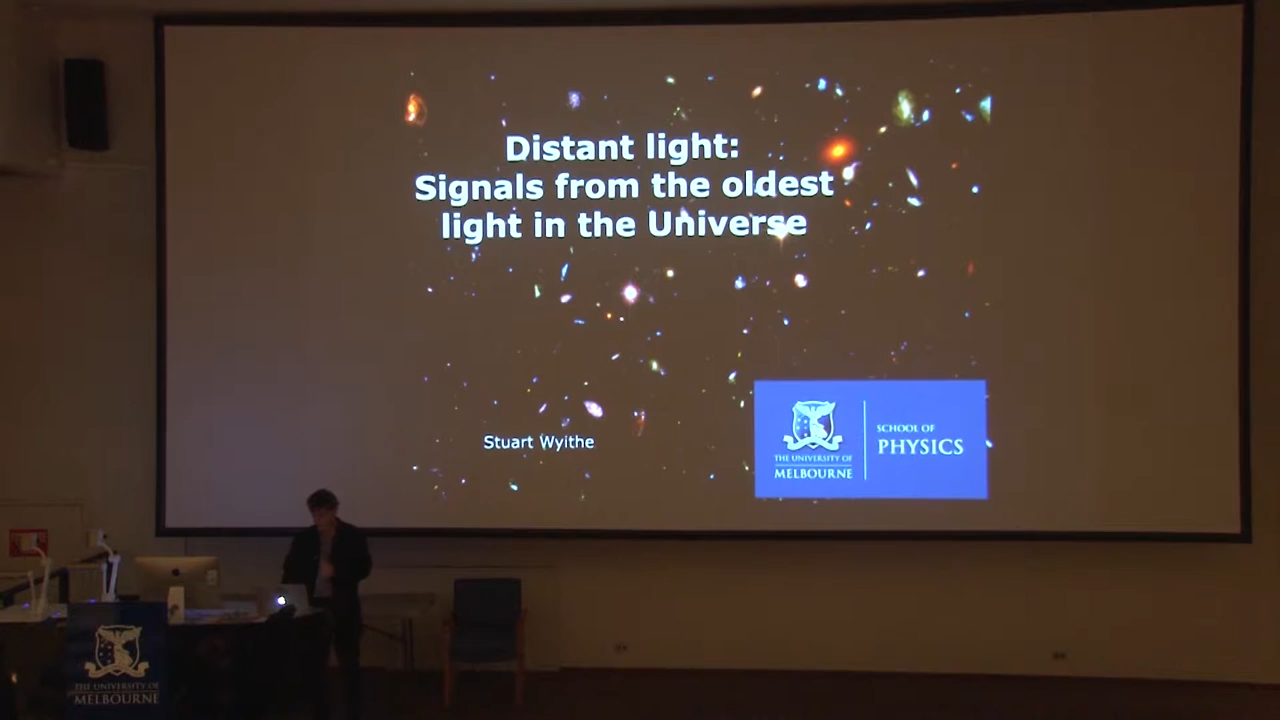 Distant light:
Signals from the oldest
light in the Universe
Stuart Wyithe
THE UNIVERSITY OF
MELBOURNE
SCHOOL OF
PHYSICS
THE UNIVERSITY OF
MELBOURNE